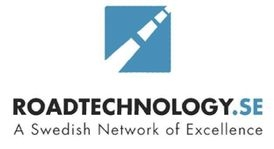 ROADTECHNOLOGY.SE
A Swedish Network of Excellence